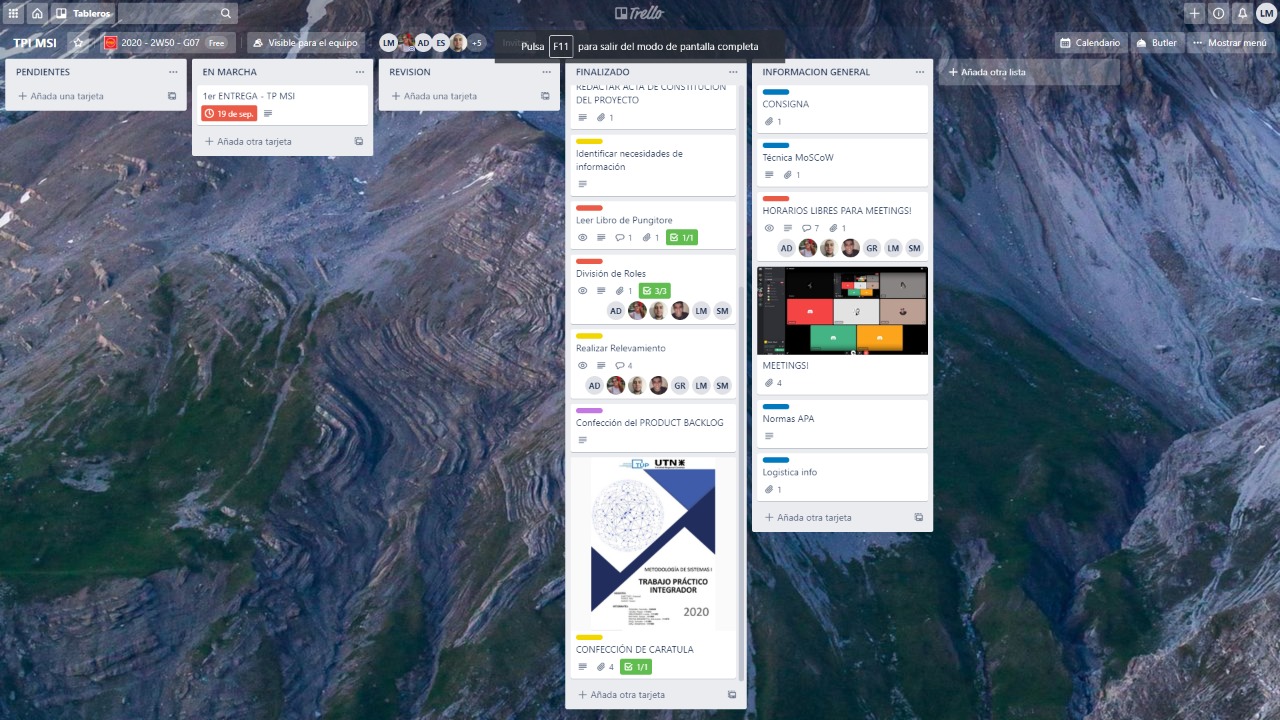 Tableros
Trello
LM
TPI MSI
2020 - 2W50 - G07
Free
Visible para el equipo
LM
AD
ES
+5
Pulsa F11 para salir del modo de pantalla completa
Calendario
Butler
Mostrar menú
PENDIENTES
Añada una tarjeta
EN MARCHA
1er ENTREGA - TP MSI
19 de sep.
Añada otra tarjeta
REVISION
Añada una tarjeta
FINALIZADO
REDACTAR ACTA DE CONSTITUCION
DEL PROYECTO
1
Identificar necesidades de
información
Leer Libro de Pungitore
1
1
1/1
División de Roles
1
3/3
AD
LM
SM
Realizar Relevamiento
4
AD
GR
LM
SM
Confección del PRODUCT BACKLOG
TUP
UTN
METODOLOGÍA DE SISTEMAS I
TRABAJO PRÁCTICO
INTEGRADOR
2020
CONFECCIÓN DE CARATULA
4
1/1
Añada otra tarjeta
INFORMACION GENERAL
CONSIGNA
1
Técnica MoSCoW
1
HORARIOS LIBRES PARA MEETINGS!
7
1
AD
GR
LM
SM
MEETINGS!
4
Normas APA
Logistica info
1
Añada otra tarjeta
Añada otra lista